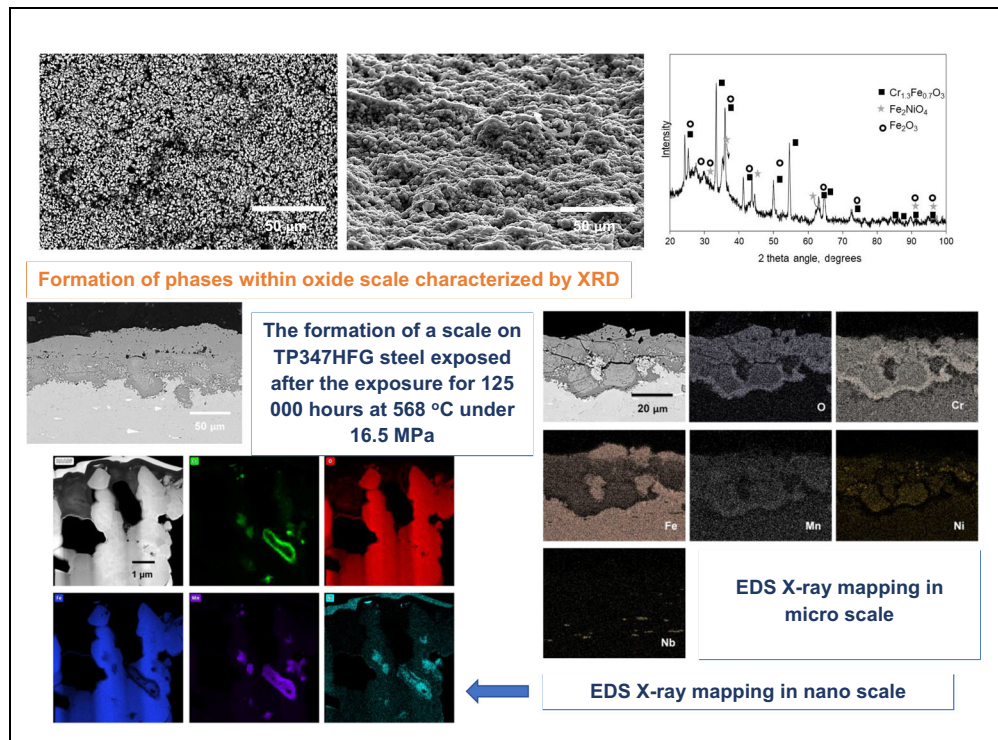 50 µm
50 µm
Intensity
■ Cr1.3Fe0.7O3
★ Fe2NiO4
○ Fe2O3
20 30 40 50 60 70 80 90 100
2 theta angle, degrees
Formation of phases within oxide scale characterized by XRD
50 µm
The formation of a scale on
TP347HFG steel exposed
after the exposure for 125
000 hours at 568 °C under
16.5 MPa
20 µm
O
Cr
Fe
Mn
Ni
Nb
EDS X-ray mapping in
micro scale
1 µm
O
Fe
Mn
EDS X-ray mapping in nano scale